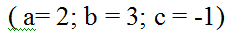 ( a= 2; b = 3; c = -1)